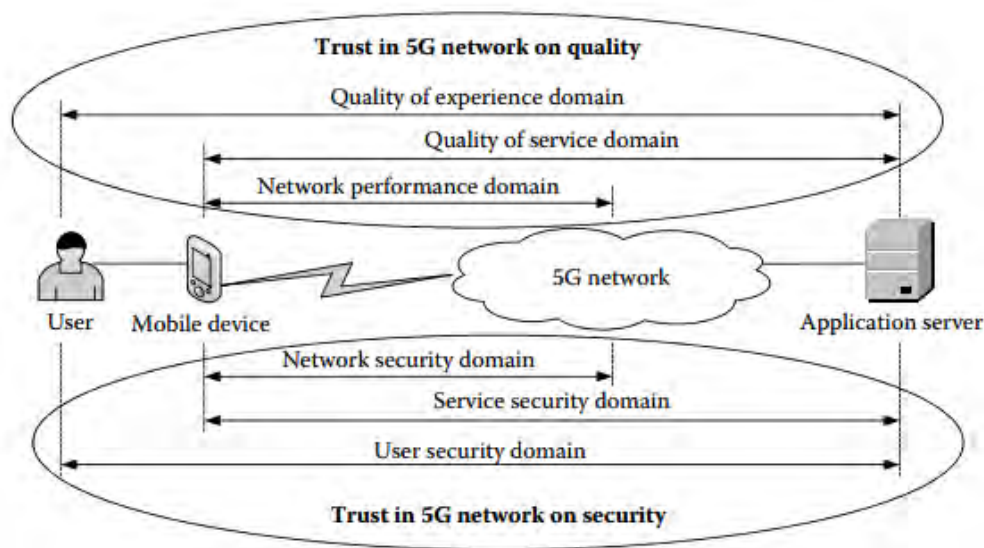 Trust in 5G network on quality
Quality of experience domain
Quality of service domain
Network performance domain
5G network
User
Mobile device
Application server
Network security domain
Service security domain
User security domain
Trust in 5G network on security